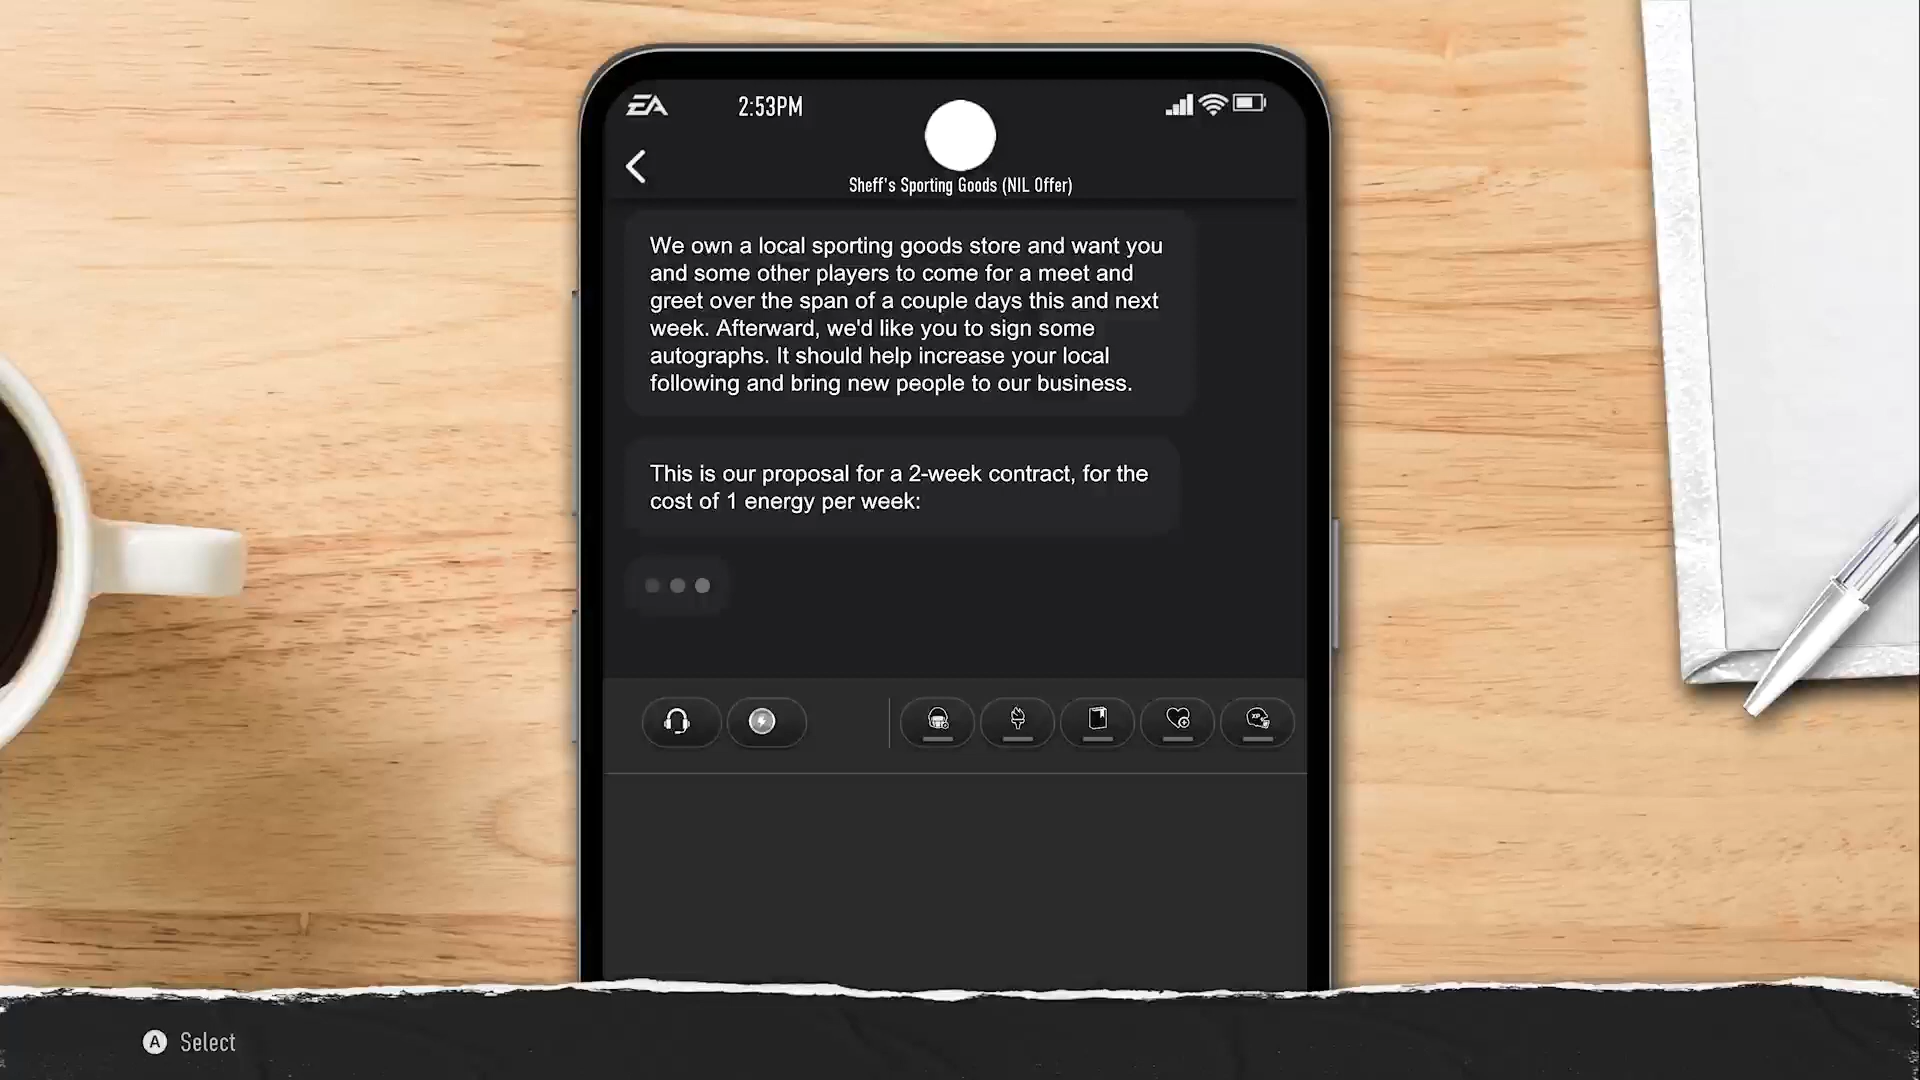 EA
2:53PM
Sheff's Sporting Goods (NIL Offer)
We own a local sporting goods store and want you
and some other players to come for a meet and
greet over the span of a couple days this and next
week. Afterward, we'd like you to sign some
autographs. It should help increase your local
following and bring new people to our business.
This is our proposal for a 2-week contract, for the
cost of 1 energy per week:
XP
A Select